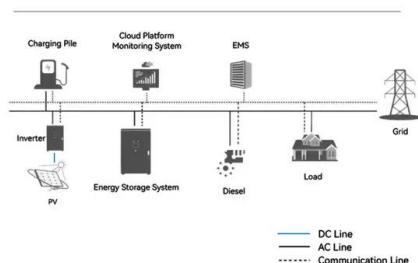 Charging Pile
Cloud Platform
Monitoring System
EMS
Grid
Inverter
PV
Energy Storage System
Diesel
Load
DC Line
AC Line
Communication Line